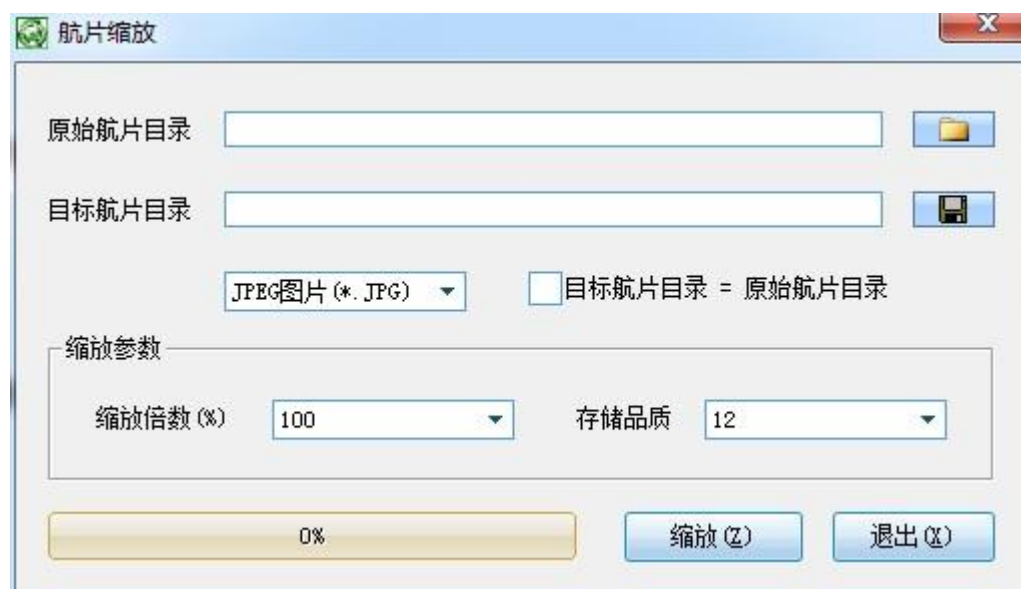 航片缩放
原始航片目录
目标航片目录
JPEG图片(*.JPG) 目标航片目录 = 原始航片目录
缩放参数
缩放倍数(%) 100 存储品质 12
0% 缩放(Z) 退出(X)